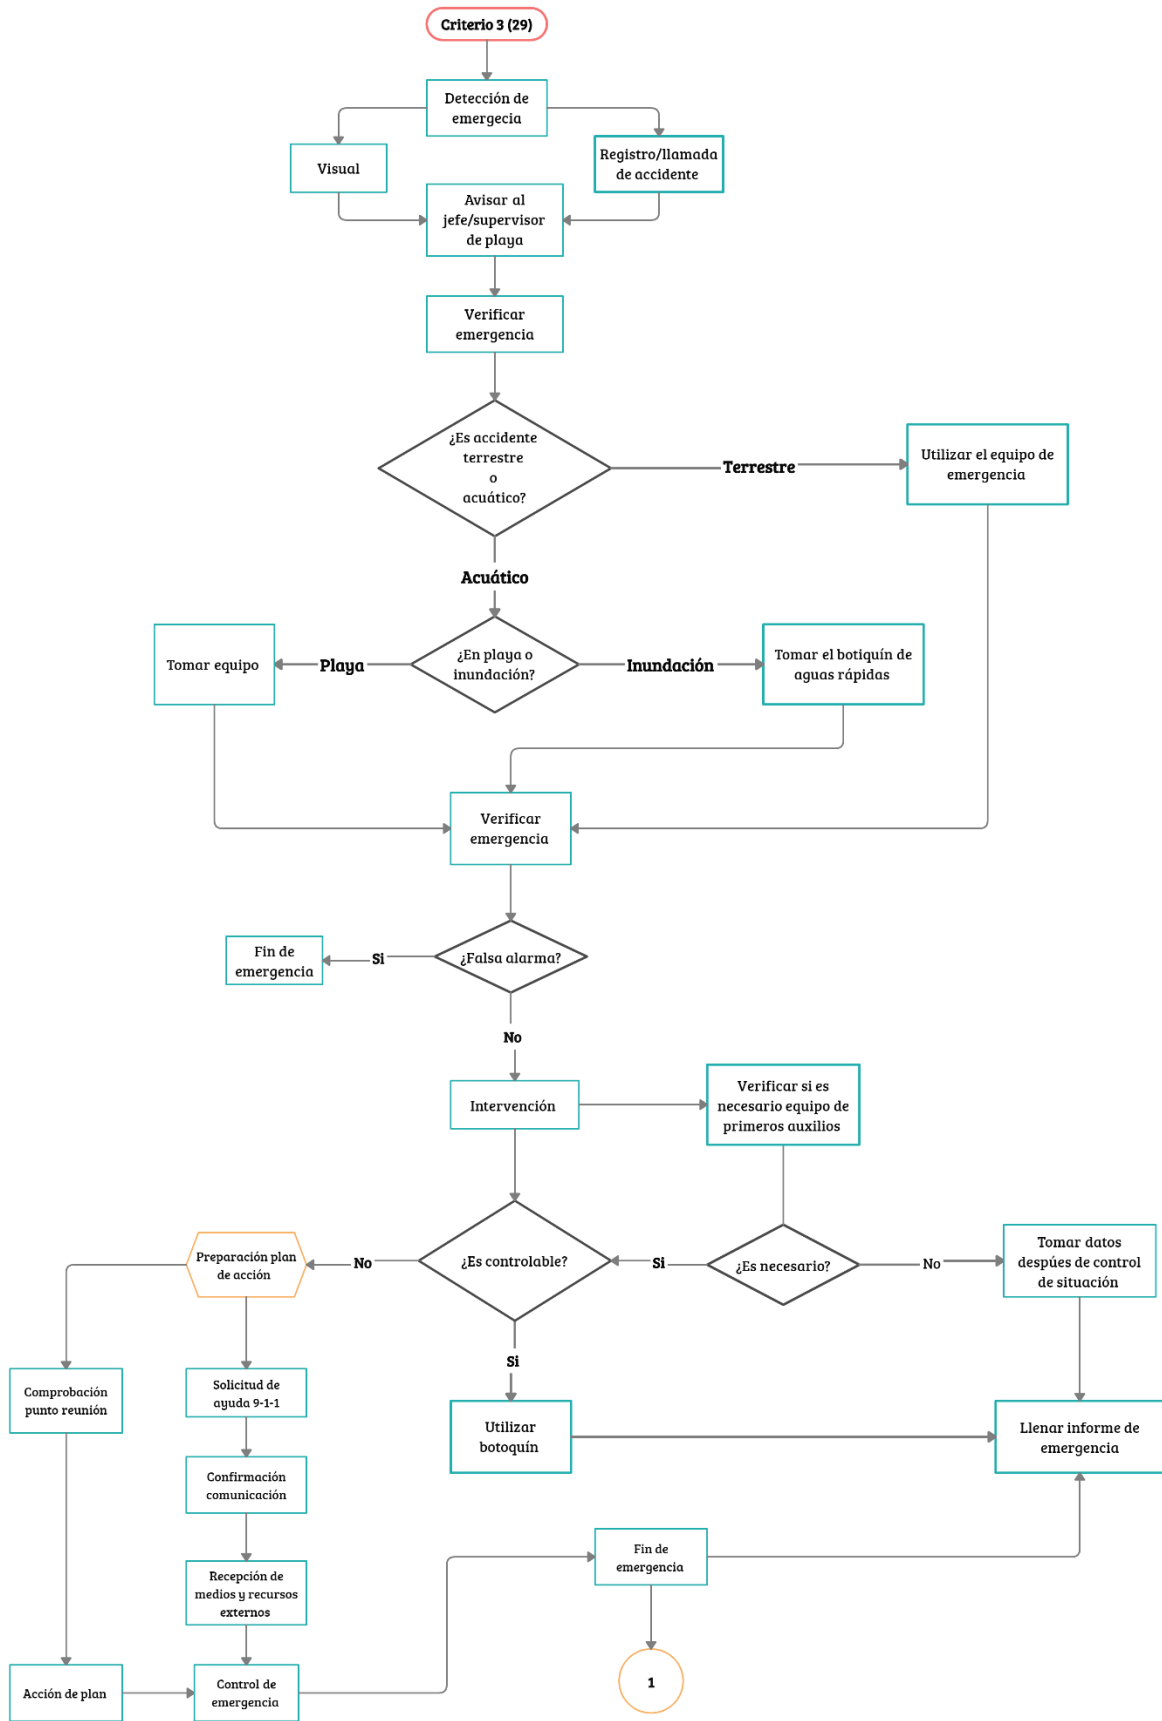 Criterio 3 (29)
Detección de
emergecia
Visual
Registro/llamada
de accidente
Avisar al
jefe/supervisor
de playa
Verificar
emergencia
¿Es accidente
terrestre
o
acuático?
Terrestre
Utilizar el equipo de
emergencia
Acuático
Tomar equipo
Playa
¿En playa o
inundación?
Inundación
Tomar el botiquín de
aguas rápidas
Verificar
emergencia
Fin de
emergencia
Si
¿Falsa alarma?
No
Intervención
Verificar si es
necesario equipo de
primeros auxilios
Preparación plan
de acción
No
¿Es controlable?
Si
¿Es necesario?
No
Tomar datos
despúes de control
de situación
Si
Comprobación
punto reunión
Solicitud de
ayuda 9-1-1
Utilizar
botoquín
Llenar informe de
emergencia
Confirmación
comunicación
Recepción de
medios y recursos
externos
Fin de
emergencia
Acción de plan
Control de
emergencia
1